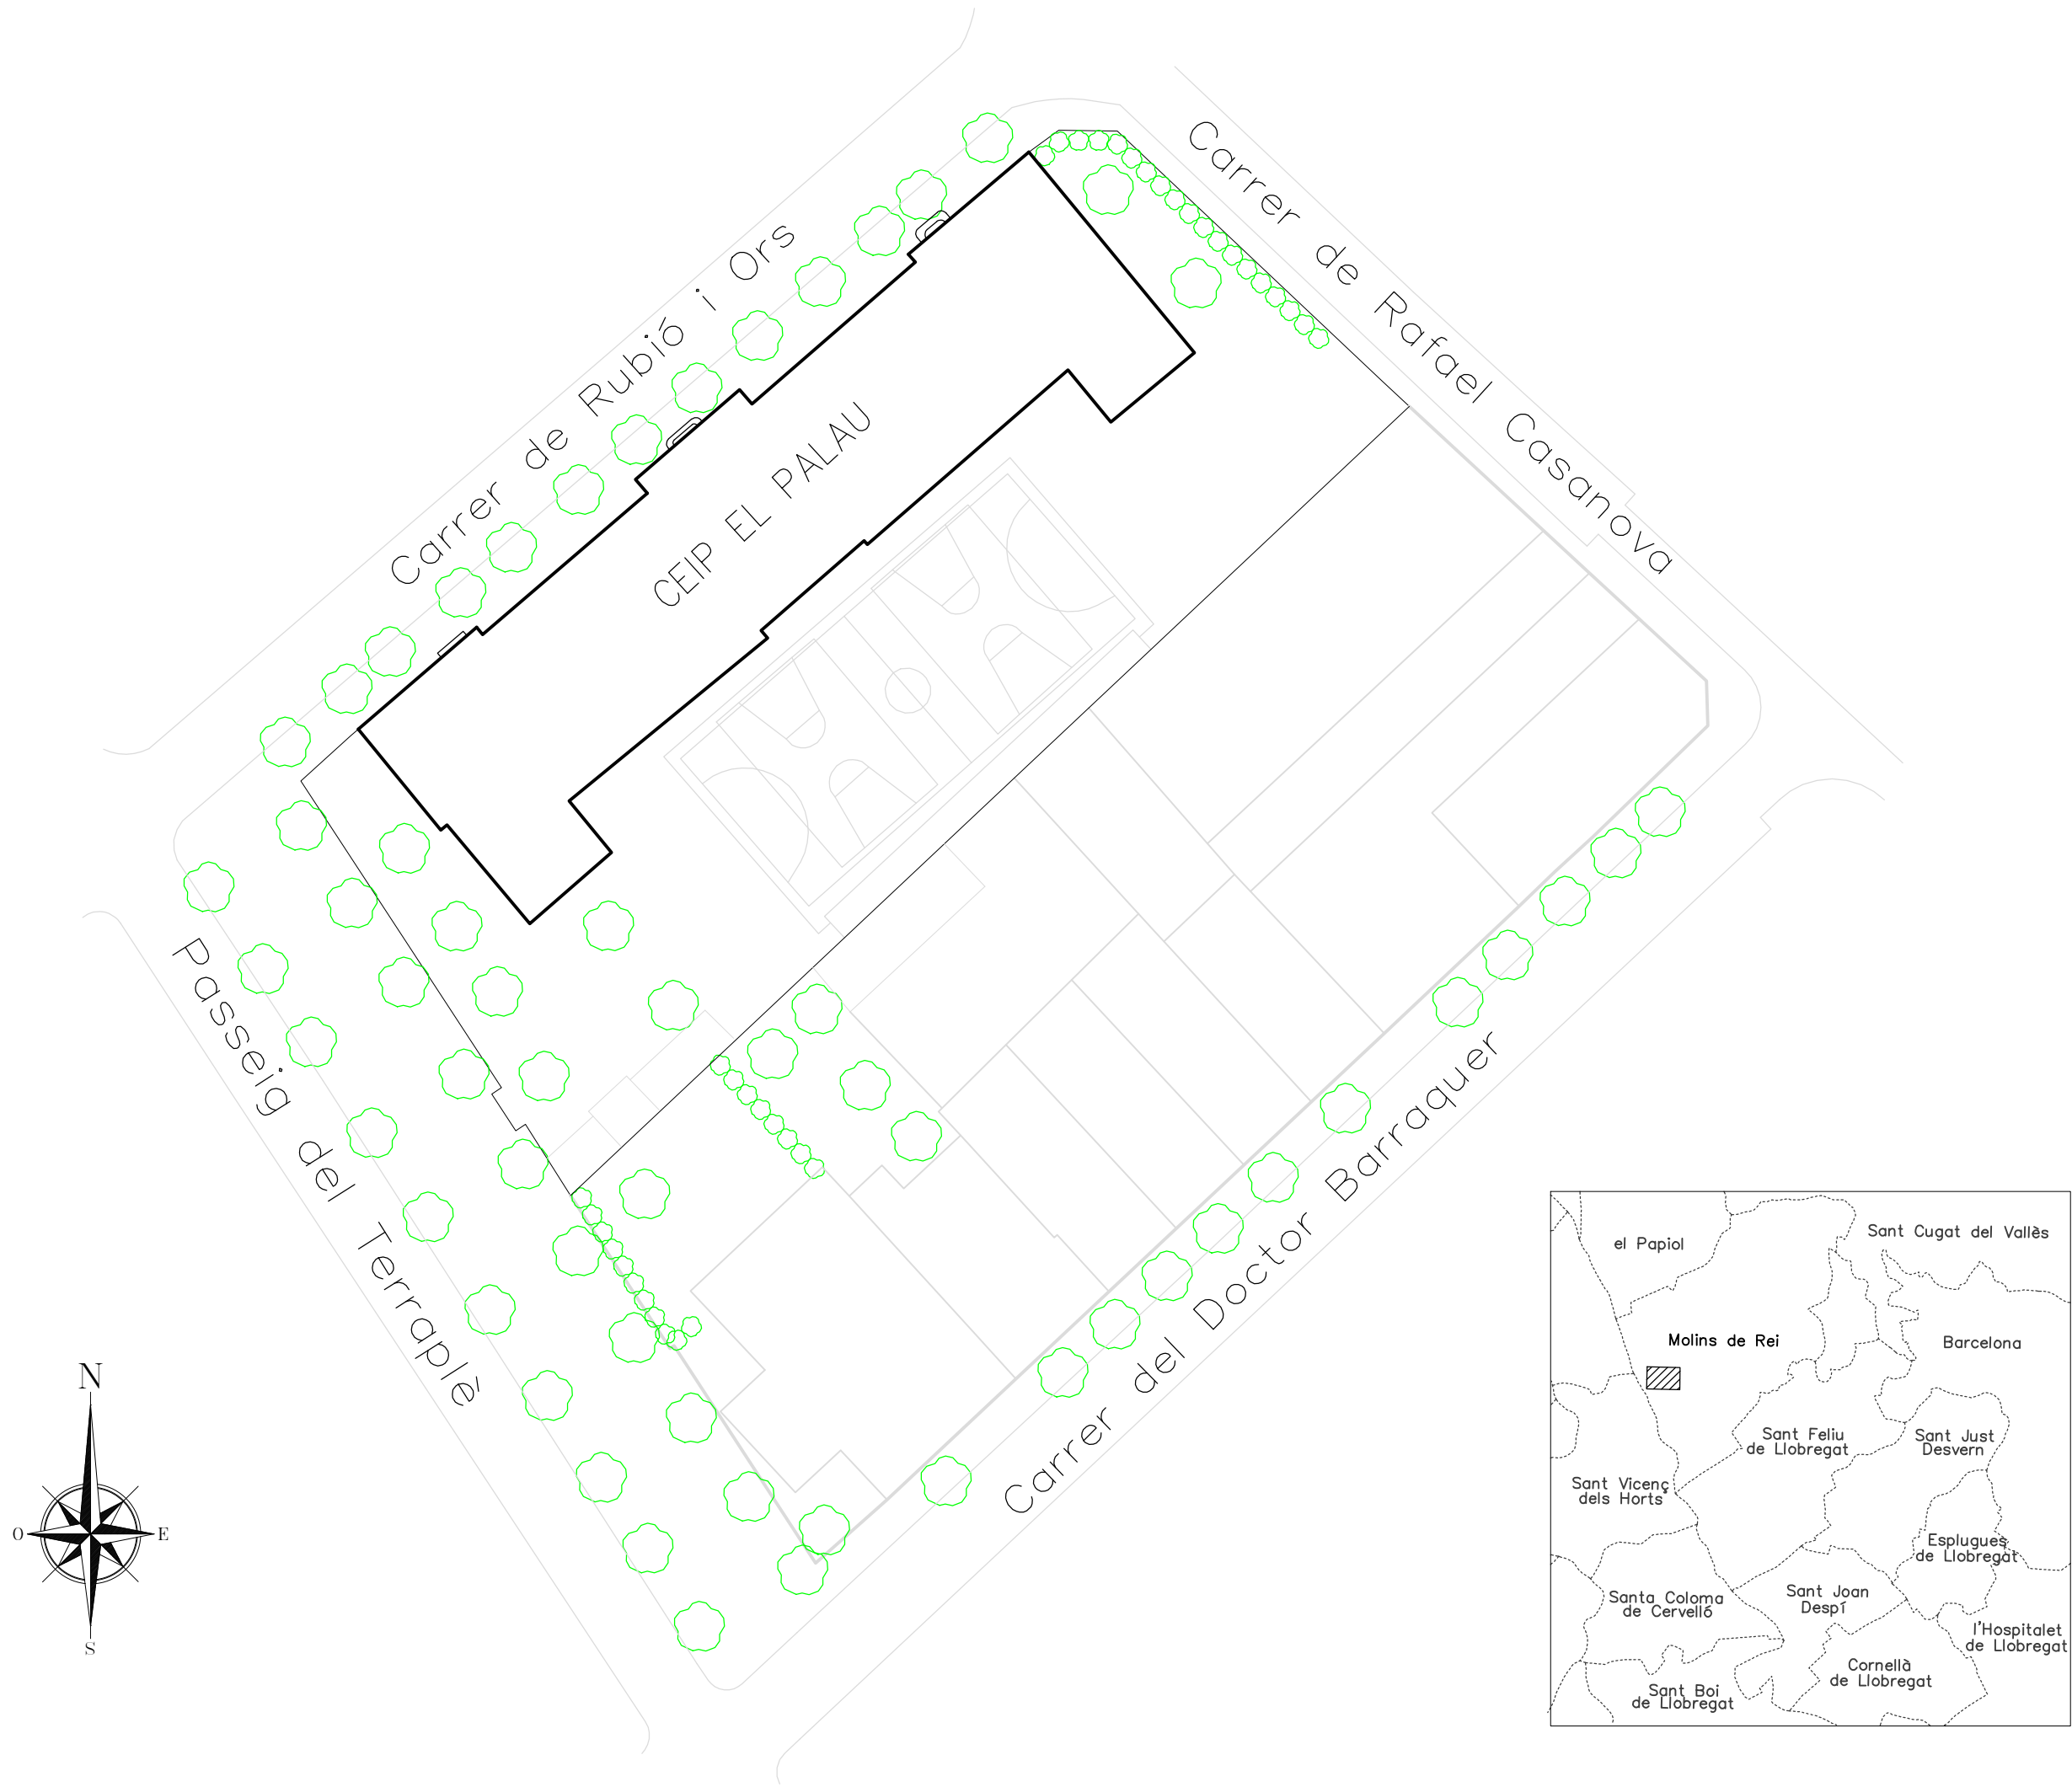 Carrer de Rubió i Ors
Carrer de Rafael Casanova
CEIP EL PALAU
Passeig del Terraplé
Carrer del Doctor Barraquer
N
O
E
S
el Papiol
Sant Cugat del Vallès
Molins de Rei
Barcelona
Sant Feliu
de Llobregat
Sant Just
Desvern
Sant Vicenç
dels Horts
Esplugues
de Llobregat
Santa Coloma
de Cervelló
Sant Joan
Despí
l'Hospitalet
de Llobregat
Cornellà
de Llobregat
Sant Boi
de Llobregat